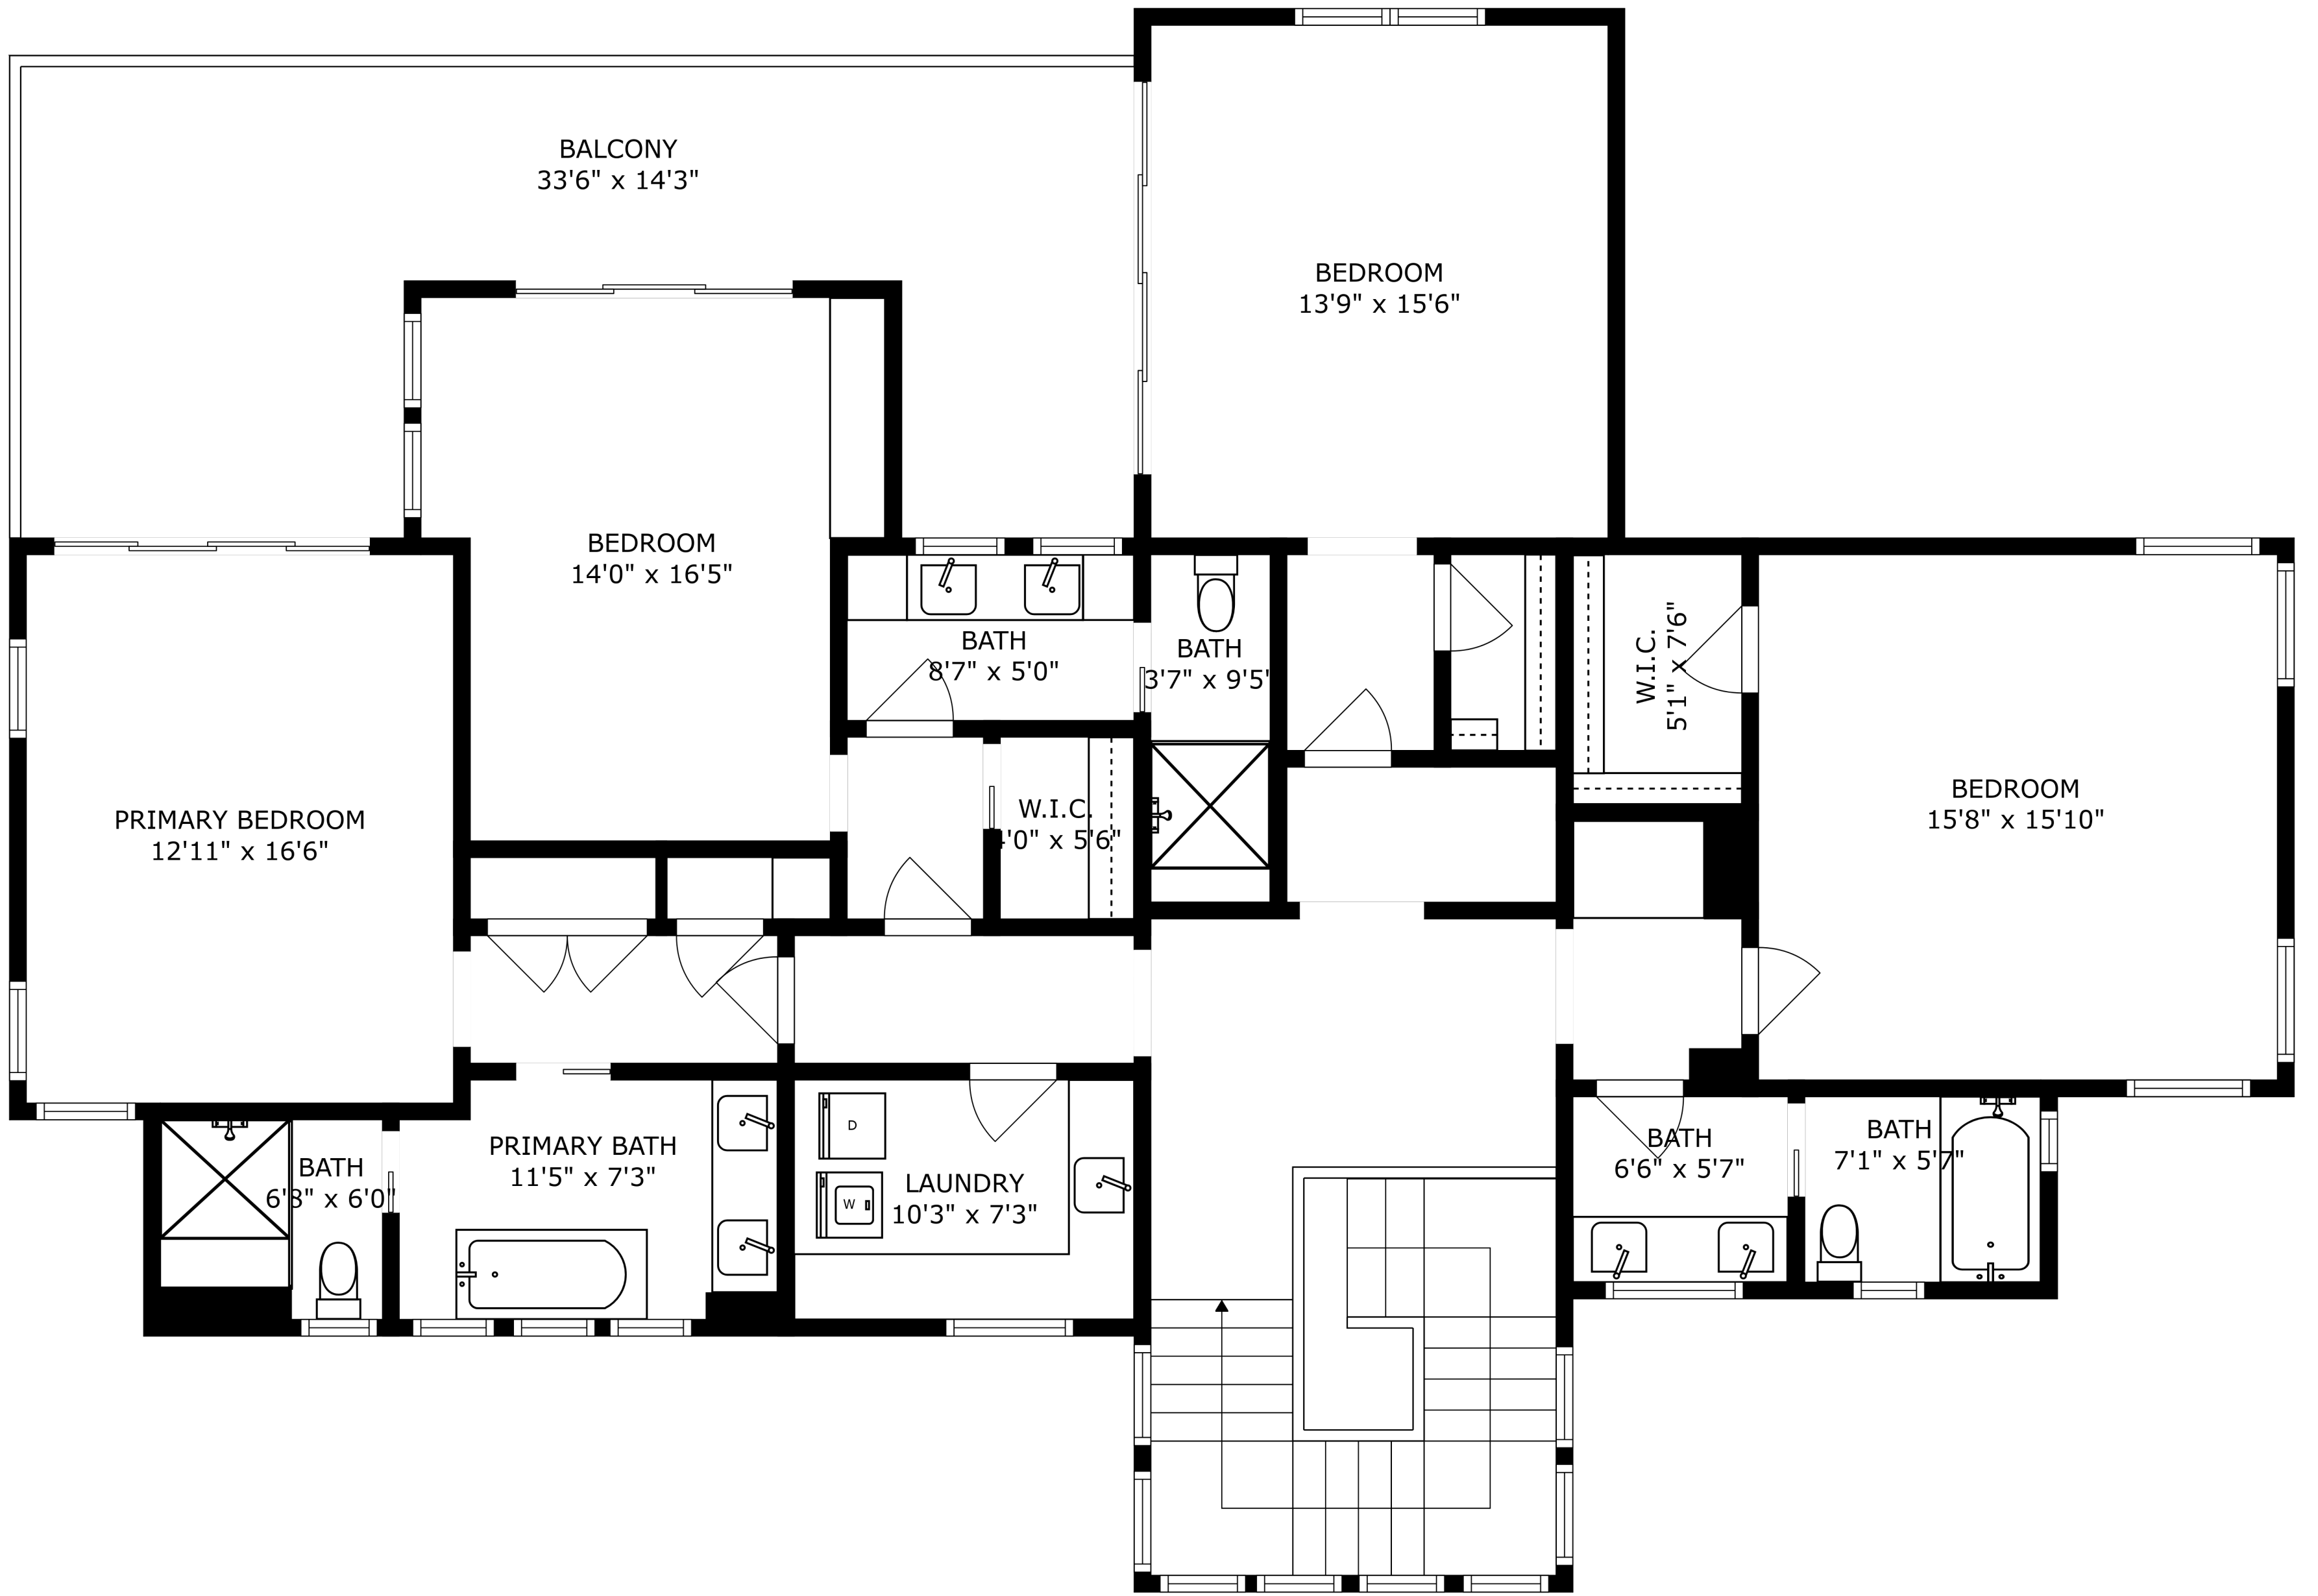 BALCONY
33'6" x 14'3"
BEDROOM
13'9" x 15'6"
BEDROOM
14'0" x 16'5"
BATH
8'7" x 5'0"
BATH
3'7" x 9'5"
W.I.C.
5'1" x 7'6"
PRIMARY BEDROOM
12'11" x 16'6"
W.I.C.
4'0" x 5'6"
BEDROOM
15'8" x 15'10"
BATH
6'8" x 6'0"
PRIMARY BATH
11'5" x 7'3"
D
W
LAUNDRY
10'3" x 7'3"
BATH
6'6" x 5'7"
BATH
7'1" x 5'7"